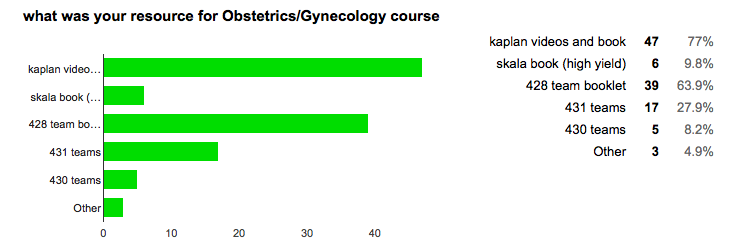 what was your resource for Obstetrics/Gynecology course
kaplan video…
skala book (…
428 team bo…
431 teams
430 teams
Other
0 10 20 30 40
kaplan videos and book 47 77%
skala book (high yield) 6 9.8%
428 team booklet 39 63.9%
431 teams 17 27.9%
430 teams 5 8.2%
Other 3 4.9%